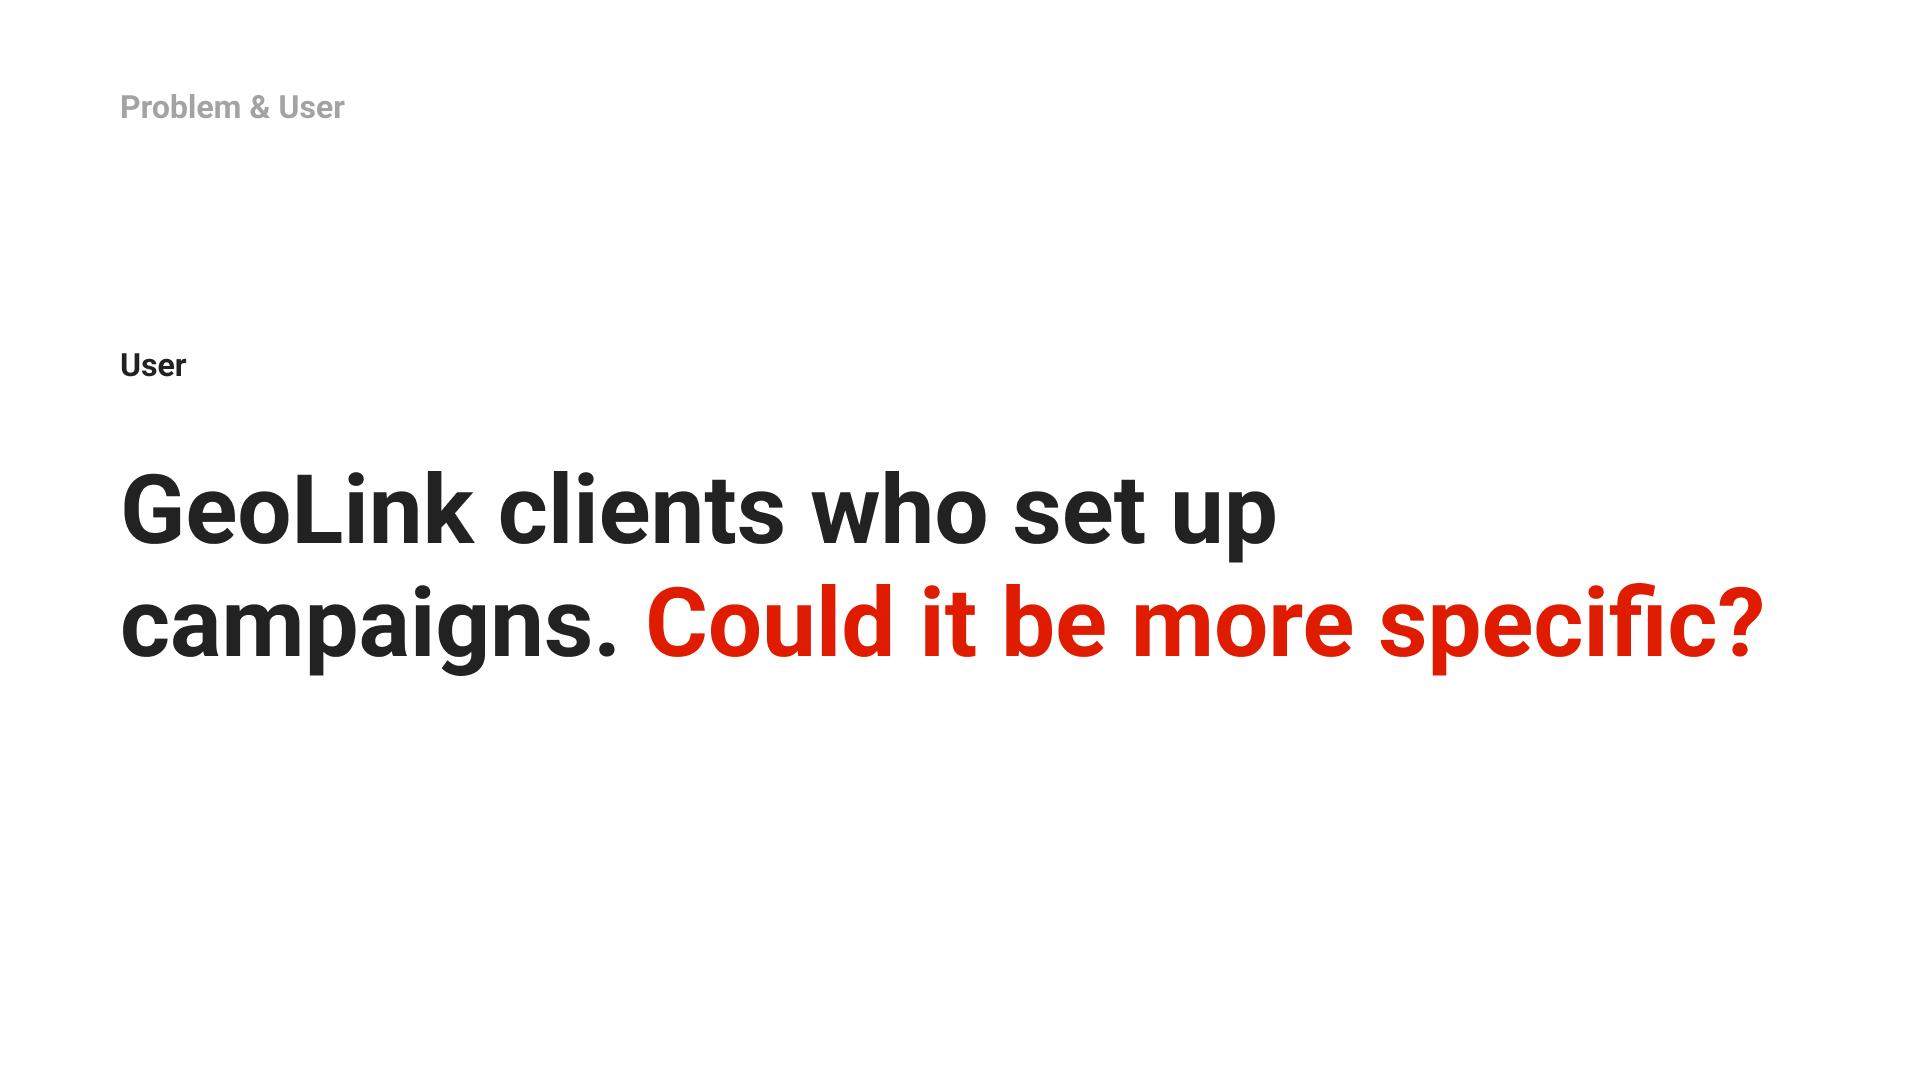 Problem & User
User
GeoLink clients who set up
campaigns. Could it be more specific?